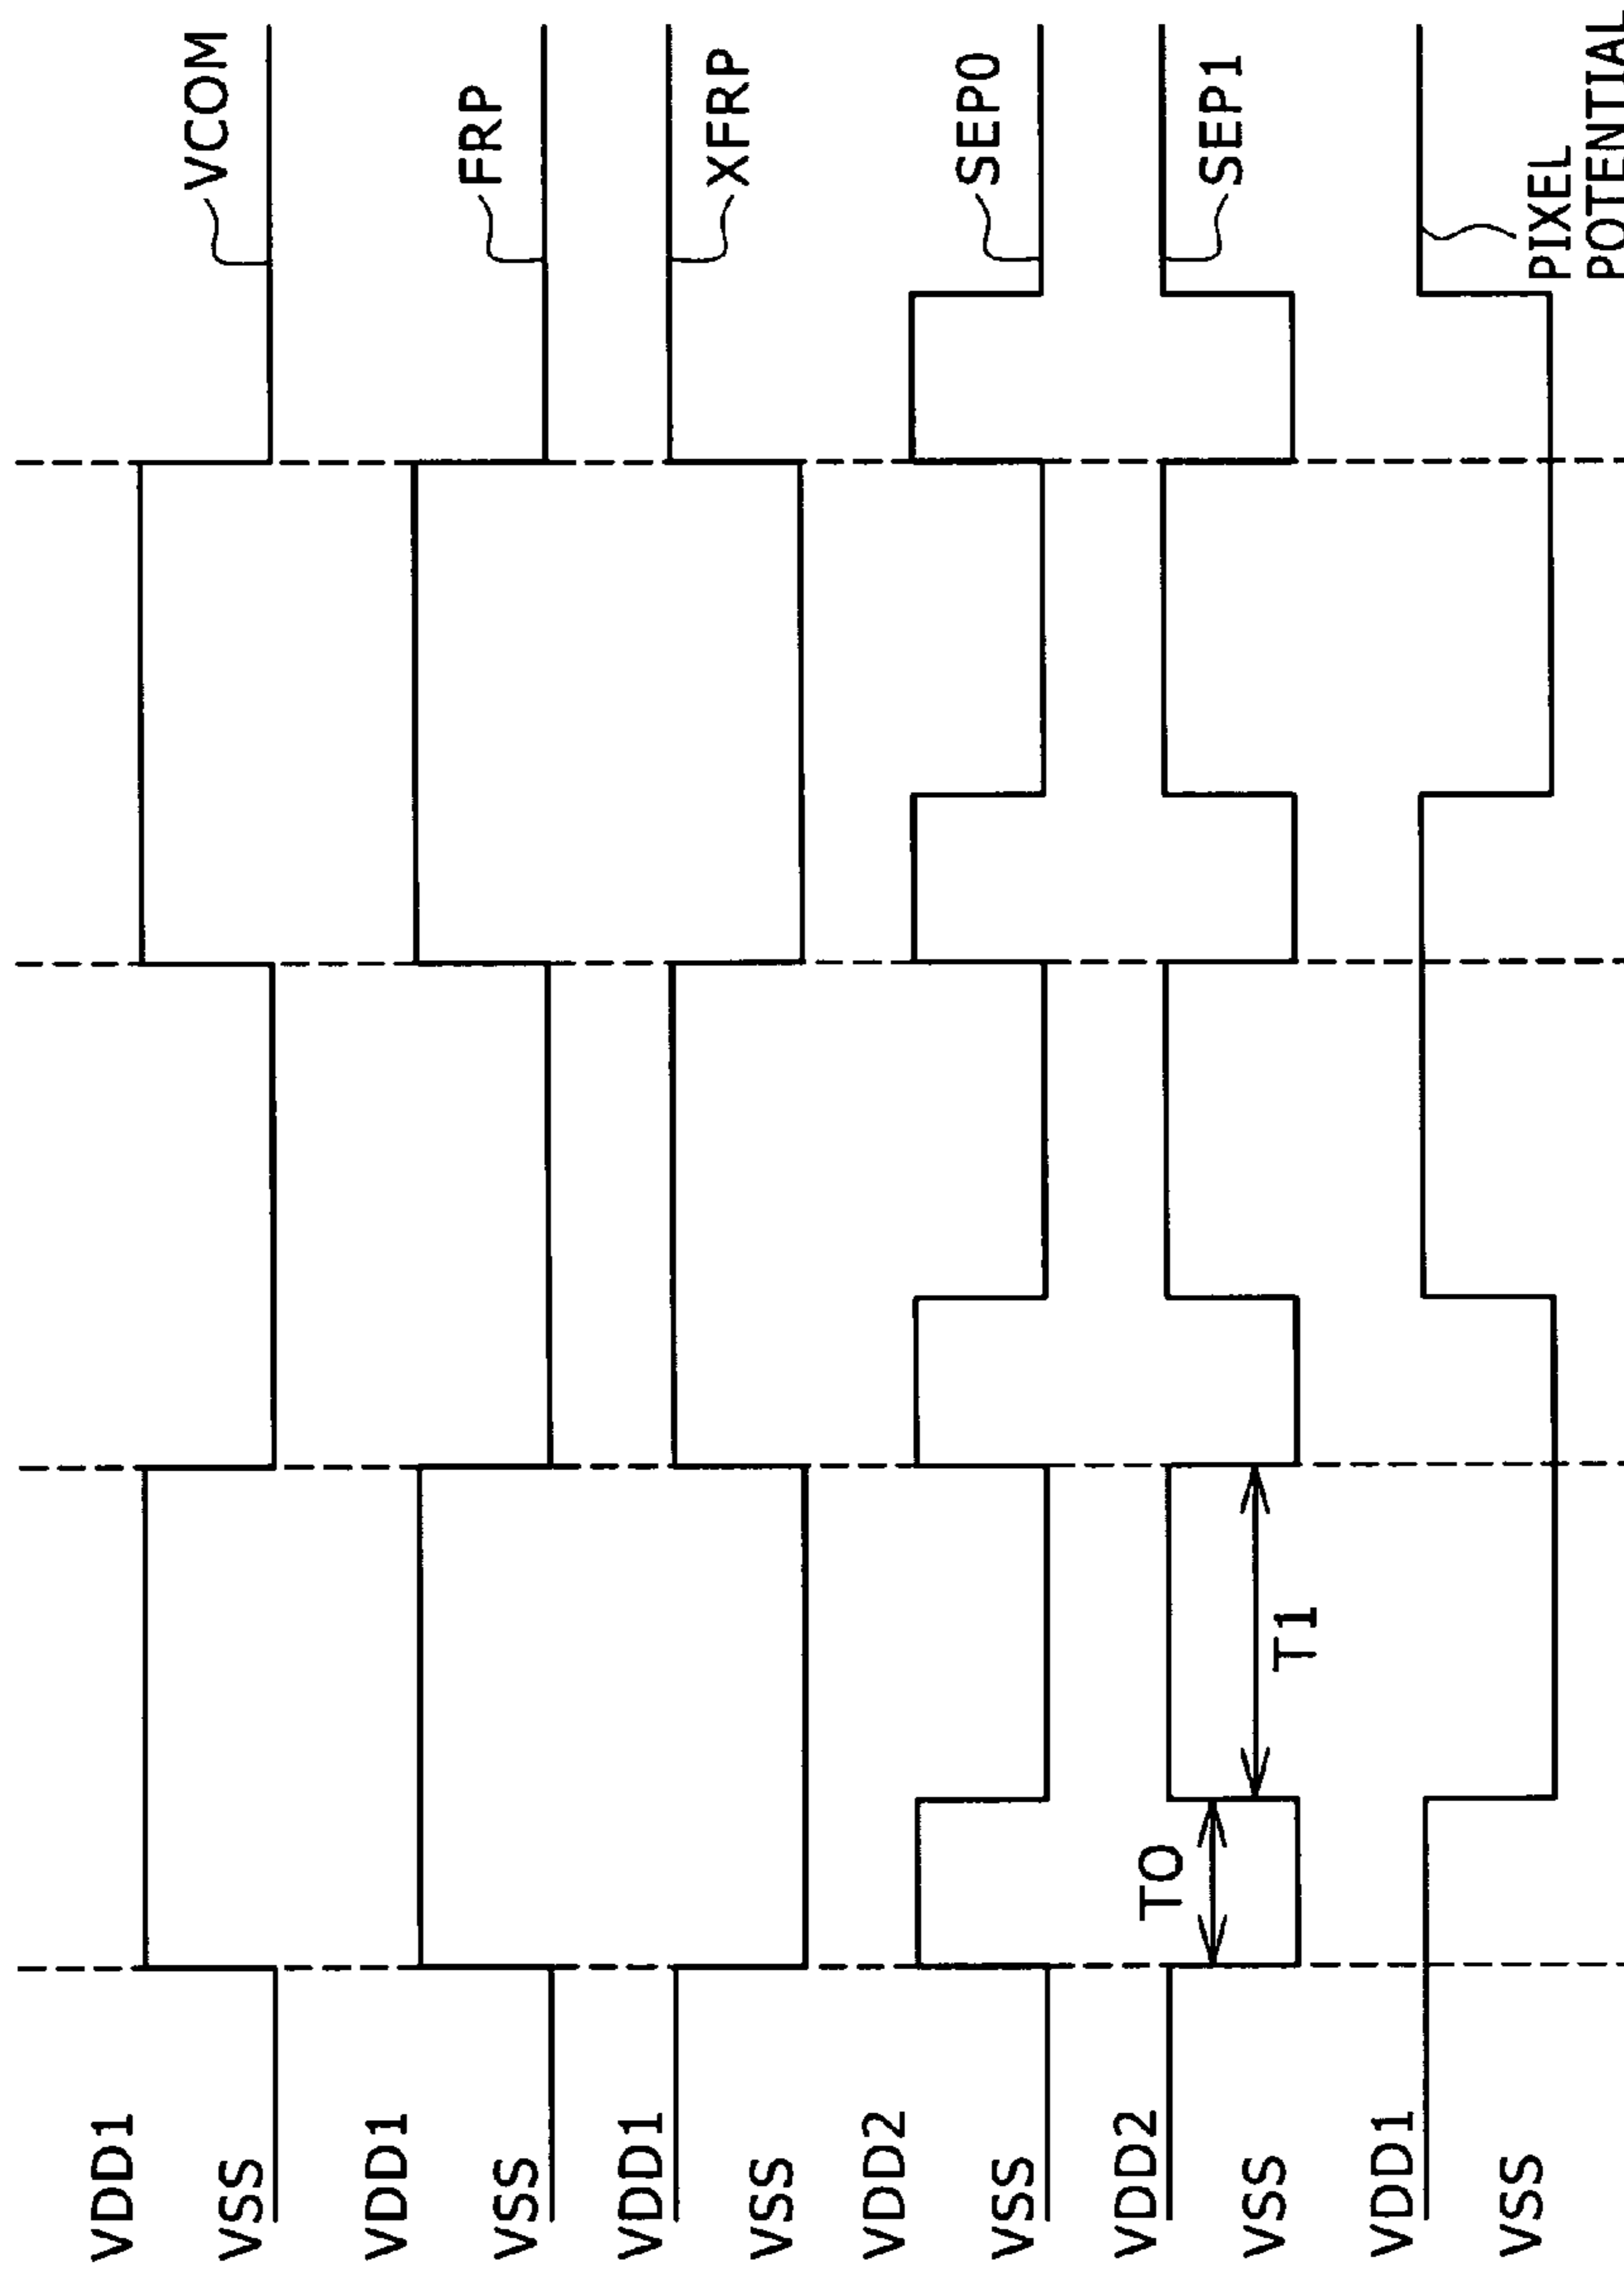 VDD1
VSS
VCOM
VDD1
VSS
FRP
VDD1
VSS
XFRP
VDD2
VSS
SEP0
VDD2
VSS
T0
T1
SEP1
VDD1
VSS
PIXEL
POTENTIAL